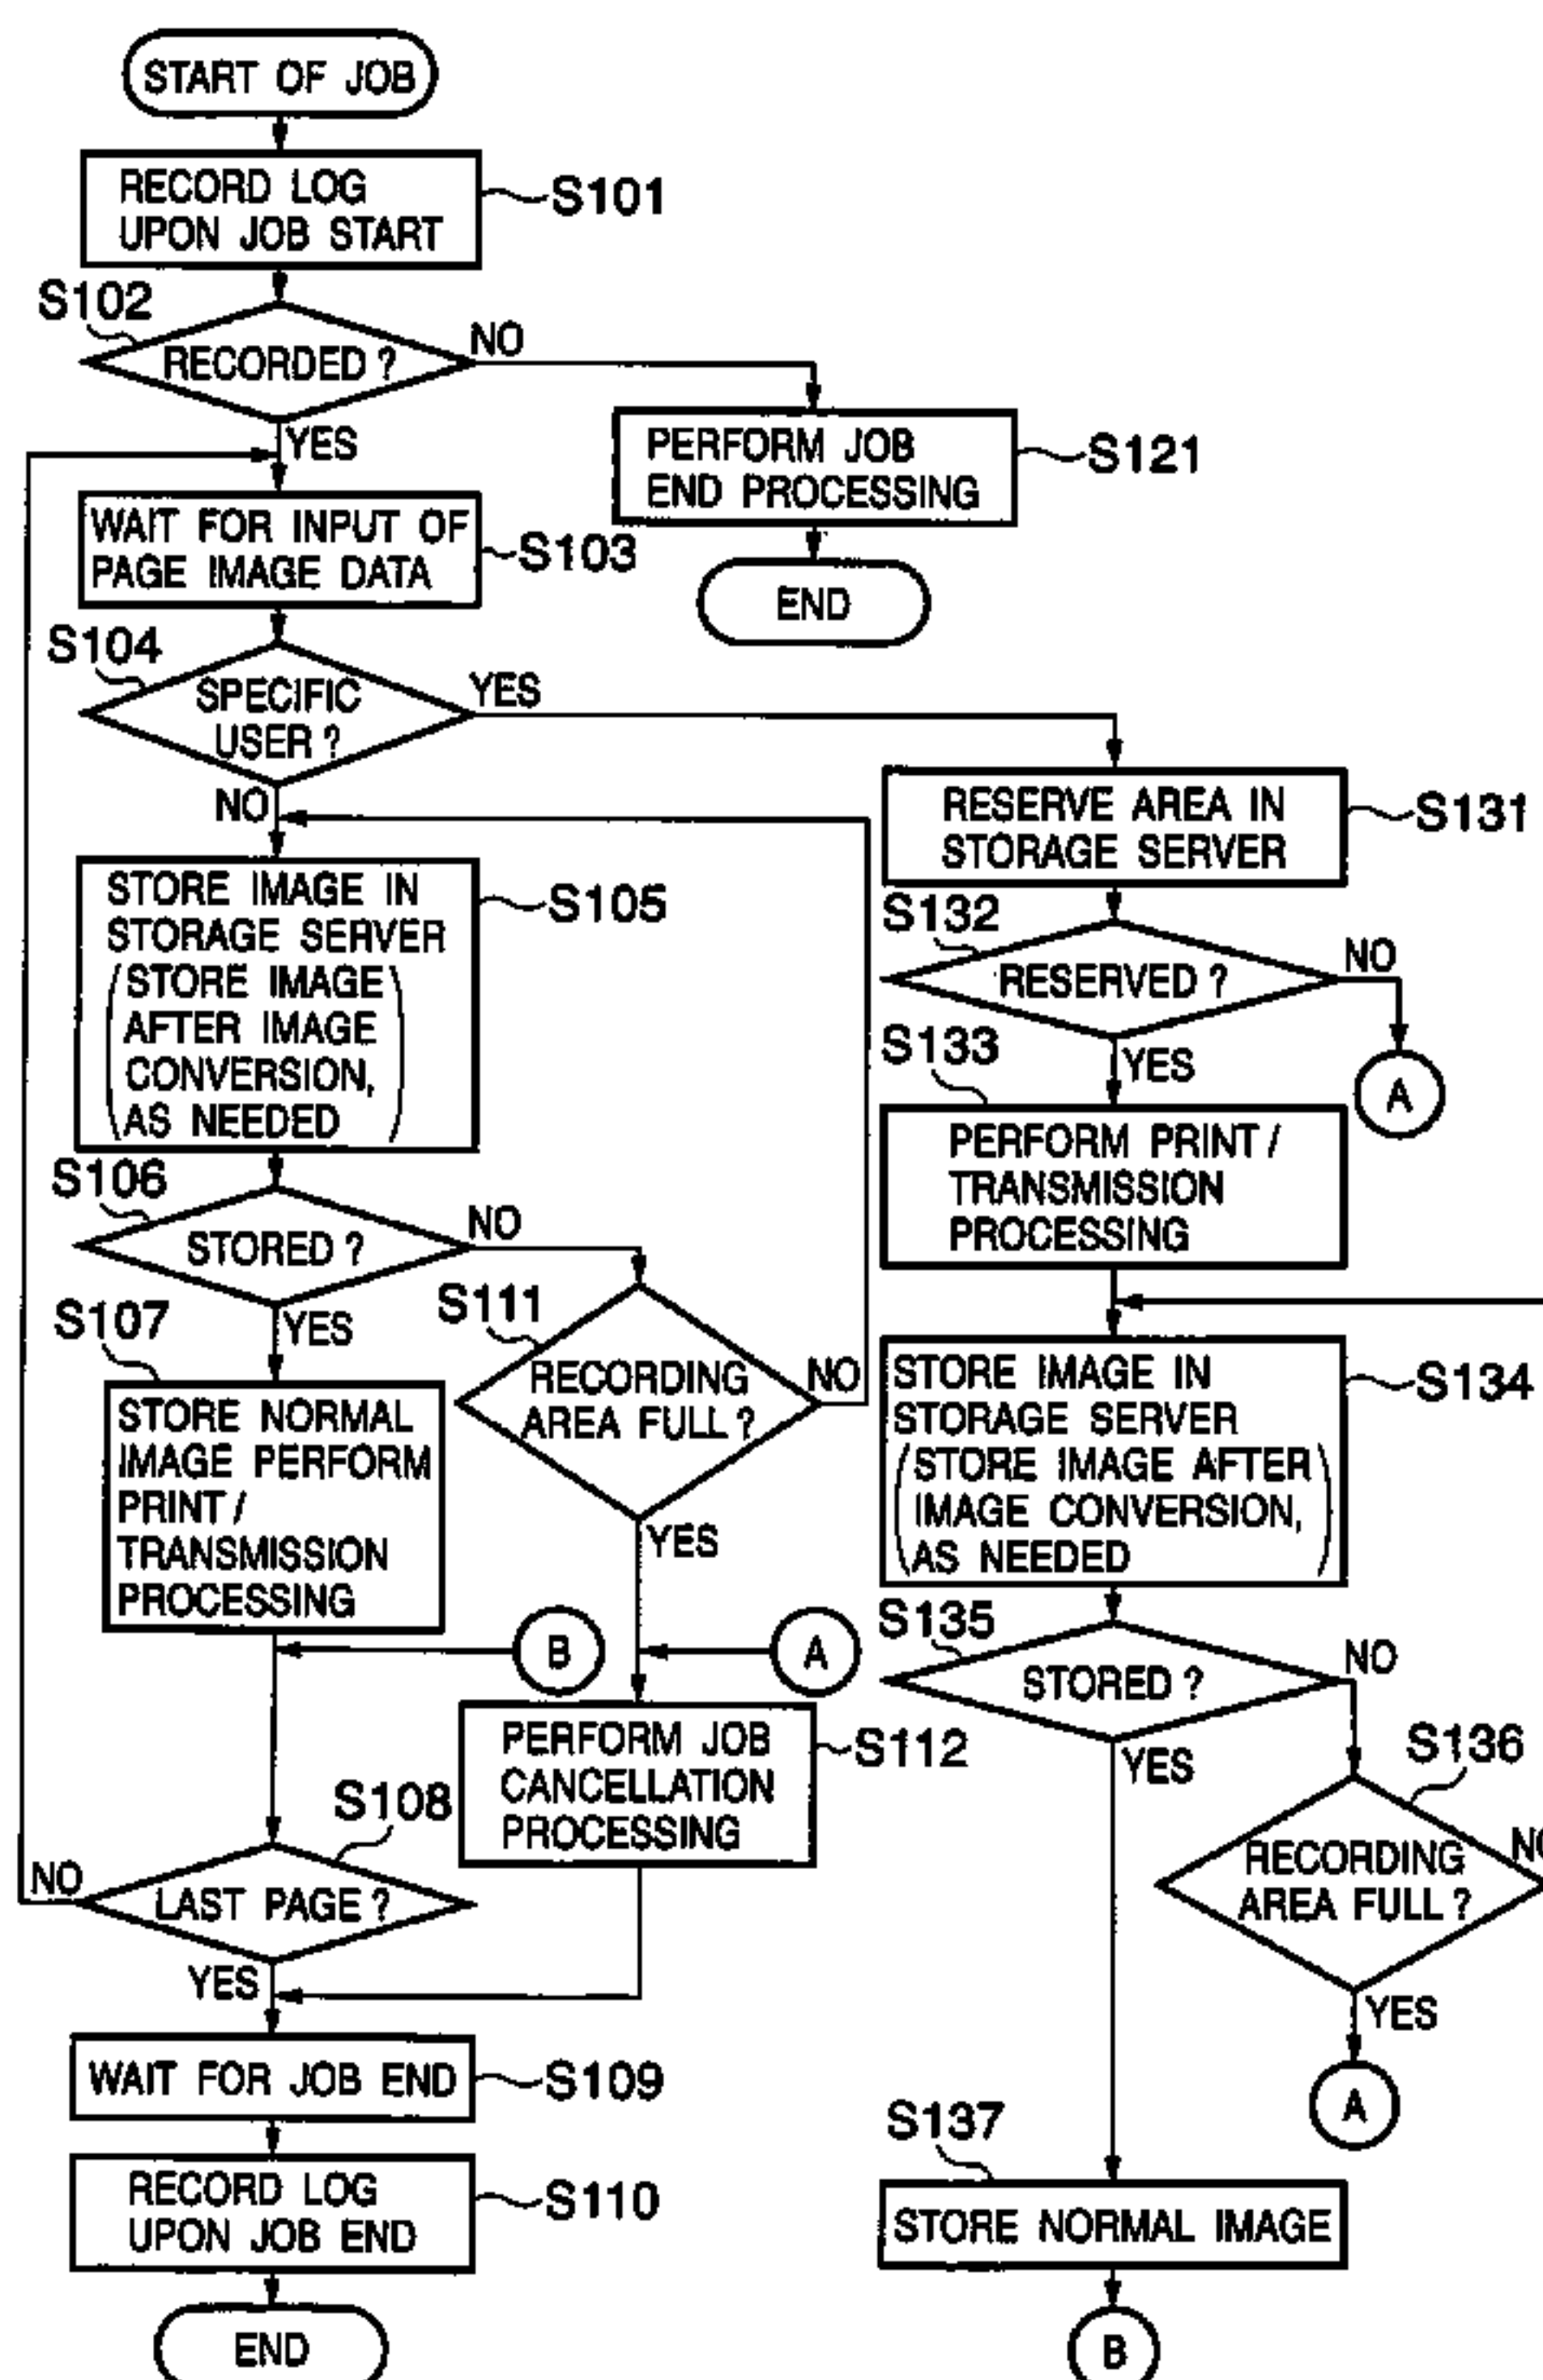 START OF JOB
RECORD LOG
UPON JOB START
S101
S102
RECORDED ?
NO
YES
PERFORM JOB
END PROCESSING
S121
END
WAIT FOR INPUT OF
PAGE IMAGE DATA
S103
S104
SPECIFIC
USER ?
YES
NO
STORE IMAGE IN
STORAGE SERVER
(STORE IMAGE
AFTER IMAGE
CONVERSION,
AS NEEDED)
S105
S106
STORED ?
NO
YES
S107
STORE NORMAL
IMAGE PERFORM
PRINT /
TRANSMISSION
PROCESSING
S111
RECORDING
AREA FULL ?
NO
YES
B
A
PERFORM JOB
CANCELLATION
PROCESSING
S112
S108
LAST PAGE ?
NO
YES
WAIT FOR JOB END
S109
RECORD LOG
UPON JOB END
S110
END
RESERVE AREA IN
STORAGE SERVER
S131
S132
RESERVED ?
NO
A
YES
S133
PERFORM PRINT /
TRANSMISSION
PROCESSING
STORE IMAGE IN
STORAGE SERVER
(STORE IMAGE AFTER
IMAGE CONVERSION,
AS NEEDED)
S134
S135
STORED ?
NO
YES
S136
RECORDING
AREA FULL ?
NO
YES
A
S137
STORE NORMAL IMAGE
B